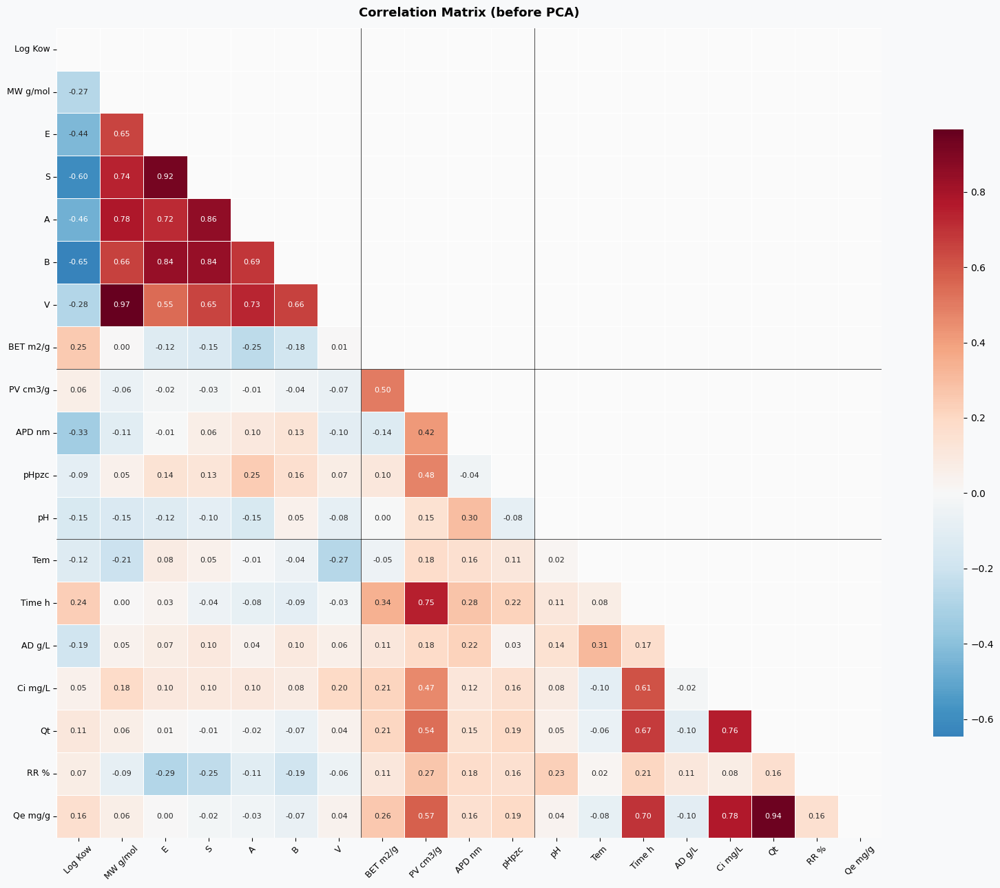 Correlation Matrix (before PCA)
Log Kow
MW g/mol -0.27
E -0.44 0.65
S -0.60 0.74 0.92
A -0.46 0.78 0.72 0.86
B -0.65 0.66 0.84 0.84 0.69
V -0.28 0.97 0.55 0.65 0.73 0.66
BET m2/g 0.25 0.00 -0.12 -0.15 -0.25 -0.18 0.01
PV cm3/g 0.06 -0.06 -0.02 -0.03 -0.01 -0.04 -0.07 0.50
APD nm -0.33 -0.11 -0.01 0.06 0.10 0.13 -0.10 -0.14 0.42
pHpzc -0.09 0.05 0.14 0.13 0.25 0.16 0.07 0.10 0.48 -0.04
pH -0.15 -0.15 -0.12 -0.10 -0.15 0.05 -0.08 0.00 0.15 0.30 -0.08
Tem -0.12 -0.21 0.08 0.05 -0.01 -0.04 -0.27 -0.05 0.18 0.16 0.11 0.02
Time h 0.24 0.00 0.03 -0.04 -0.08 -0.09 -0.03 0.34 0.75 0.28 0.22 0.11 0.08
AD g/L -0.19 0.05 0.07 0.10 0.04 0.10 0.06 0.11 0.18 0.22 0.03 0.14 0.31 0.17
Ci mg/L 0.05 0.18 0.10 0.10 0.10 0.08 0.20 0.21 0.47 0.12 0.16 0.08 -0.10 0.61 -0.02
Qt 0.11 0.06 0.01 -0.01 -0.02 -0.07 0.04 0.21 0.54 0.15 0.19 0.05 -0.06 0.67 -0.10 0.76
RR % 0.07 -0.09 -0.29 -0.25 -0.11 -0.19 -0.06 0.11 0.27 0.18 0.16 0.23 0.02 0.21 0.11 0.08 0.16
Qe mg/g 0.16 0.06 0.00 -0.02 -0.03 -0.07 0.04 0.26 0.57 0.16 0.19 0.04 -0.08 0.70 -0.10 0.78 0.94 0.16
Log Kow MW g/mol E S A B V BET m2/g PV cm3/g APD nm pHpzc pH Tem Time h AD g/L Ci mg/L Qt RR % Qe mg/g
0.8
0.6
0.4
0.2
0.0
−0.2
−0.4
−0.6